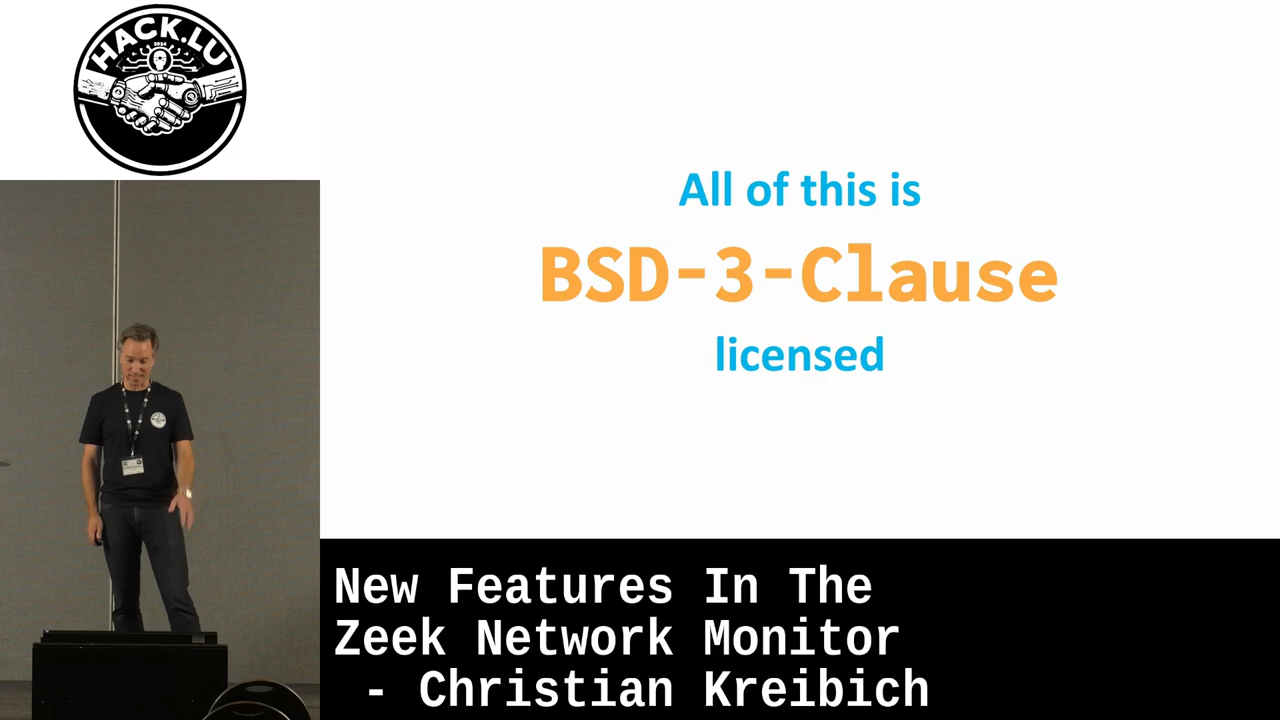 HACK.LU
2024
All of this is
BSD-3-Clause
licensed
New Features In The
Zeek Network Monitor
- Christian Kreibich